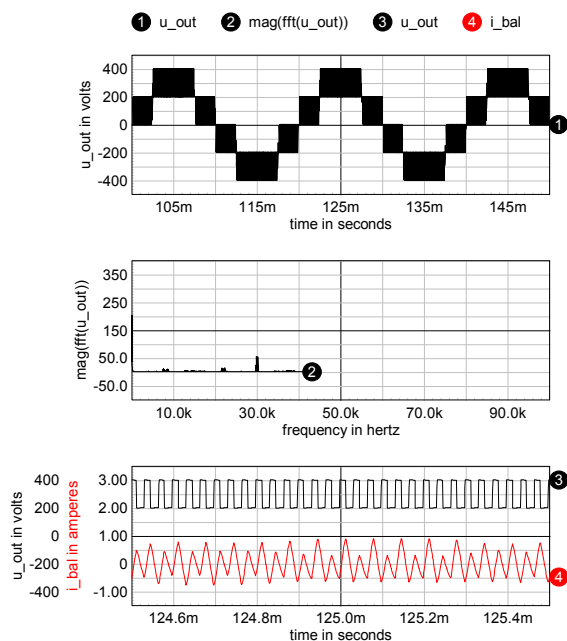 1 u_out 2 mag(fft(u_out)) 3 u_out 4 i_bal
u_out in volts
400
200
0
-200
-400
1
105m 115m 125m 135m 145m
time in seconds
mag(fft(u_out))
350
250
150
50.0
-50.0
2
10.0k 30.0k 50.0k 70.0k 90.0k
frequency in hertz
u_out in volts
i_bal in amperes
400 3.00
200 2.00
0 1.00
-200 0
-400 -1.00
3
4
124.6m 124.8m 125.0m 125.2m 125.4m
time in seconds